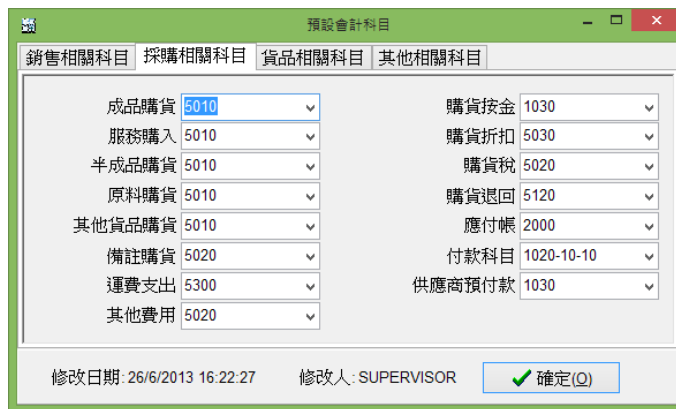 預設會計科目
銷售相關科目 採購相關科目 貨品相關科目 其他相關科目
成品購貨 5010 購貨按金 1030
服務購入 5010 購貨折扣 5030
半成品購貨 5010 購貨稅 5020
原料購貨 5010 購貨退回 5120
其他貨品購貨 5010 應付帳 2000
備註購貨 5020 付款科目 1020-10-10
運費支出 5300 供應商預付款 1030
其他費用 5020
修改日期: 26/6/2013 16:22:27 修改人: SUPERVISOR 確定(O)